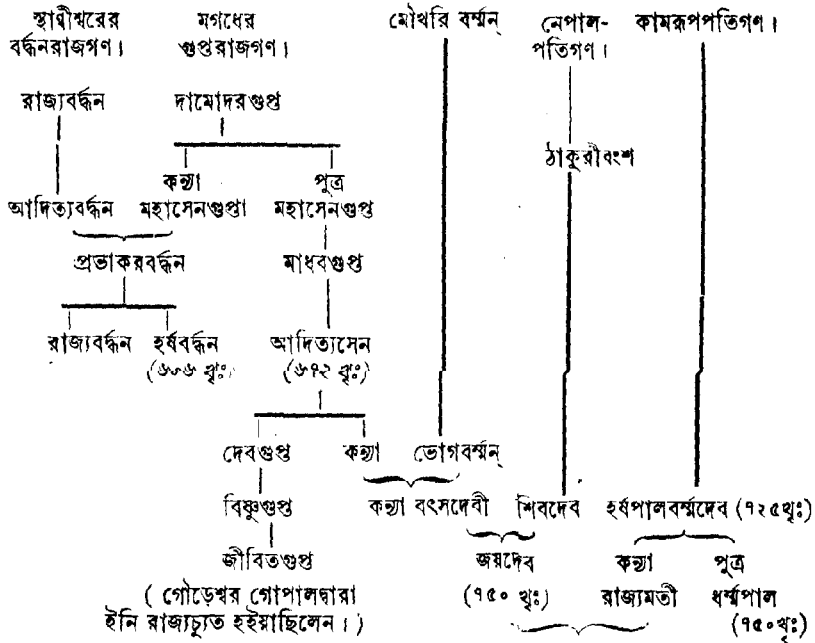 স্থাণ্বীশ্বরের মগধের মৌখরি বর্ম্মন্ নেপাল- কামরূপপতিগণ।
বর্দ্ধনরাজগণ। গুপ্তরাজগণ। পতিগণ।
রাজ্যবর্দ্ধন দামোদরগুপ্ত
ঠাকুরীবংশ
কন্যা পুত্র
আদিত্যবর্দ্ধন মহাসেনগুপ্তা মহাসেনগুপ্ত
প্রভাকরবর্দ্ধন মাধবগুপ্ত
রাজ্যবর্দ্ধন হর্ষবর্দ্ধন আদিত্যসেন
(৬০৬ খৃঃ) (৬৭২ খৃঃ)
দেবগুপ্ত কন্যা ভোগবর্ম্মন্
বিষ্ণুগুপ্ত কন্যা বৎসদেবী শিবদেব হর্ষপালবর্ম্মদেব (৭২৫খৃঃ)
জীবিতগুপ্ত জয়দেব কন্যা পুত্র
( গৌড়েশ্বর গোপালদ্বারা (৭৫০ খৃঃ) রাজ্যমতী ধর্ম্মপাল
ইনি রাজ্যচ্যুত হইয়াছিলেন। ) (৭৫০খৃঃ)